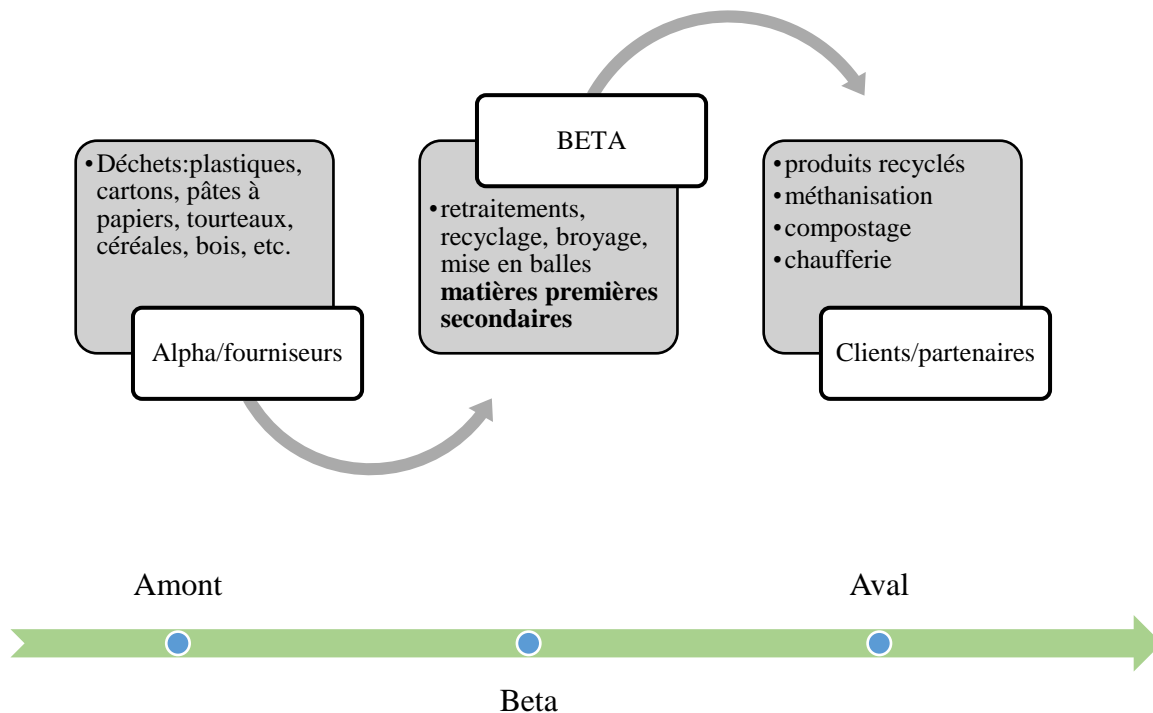 •Déchets:plastiques,
cartons, pâtes à
papiers, tourteaux,
céréales, bois, etc.
Alpha/fourniseurs
BETA
•retraitements,
recyclage, broyage,
mise en balles
matières premières
secondaires
•produits recyclés
•méthanisation
•compostage
•chaufferie
Clients/partenaires
Amont
Aval
Beta